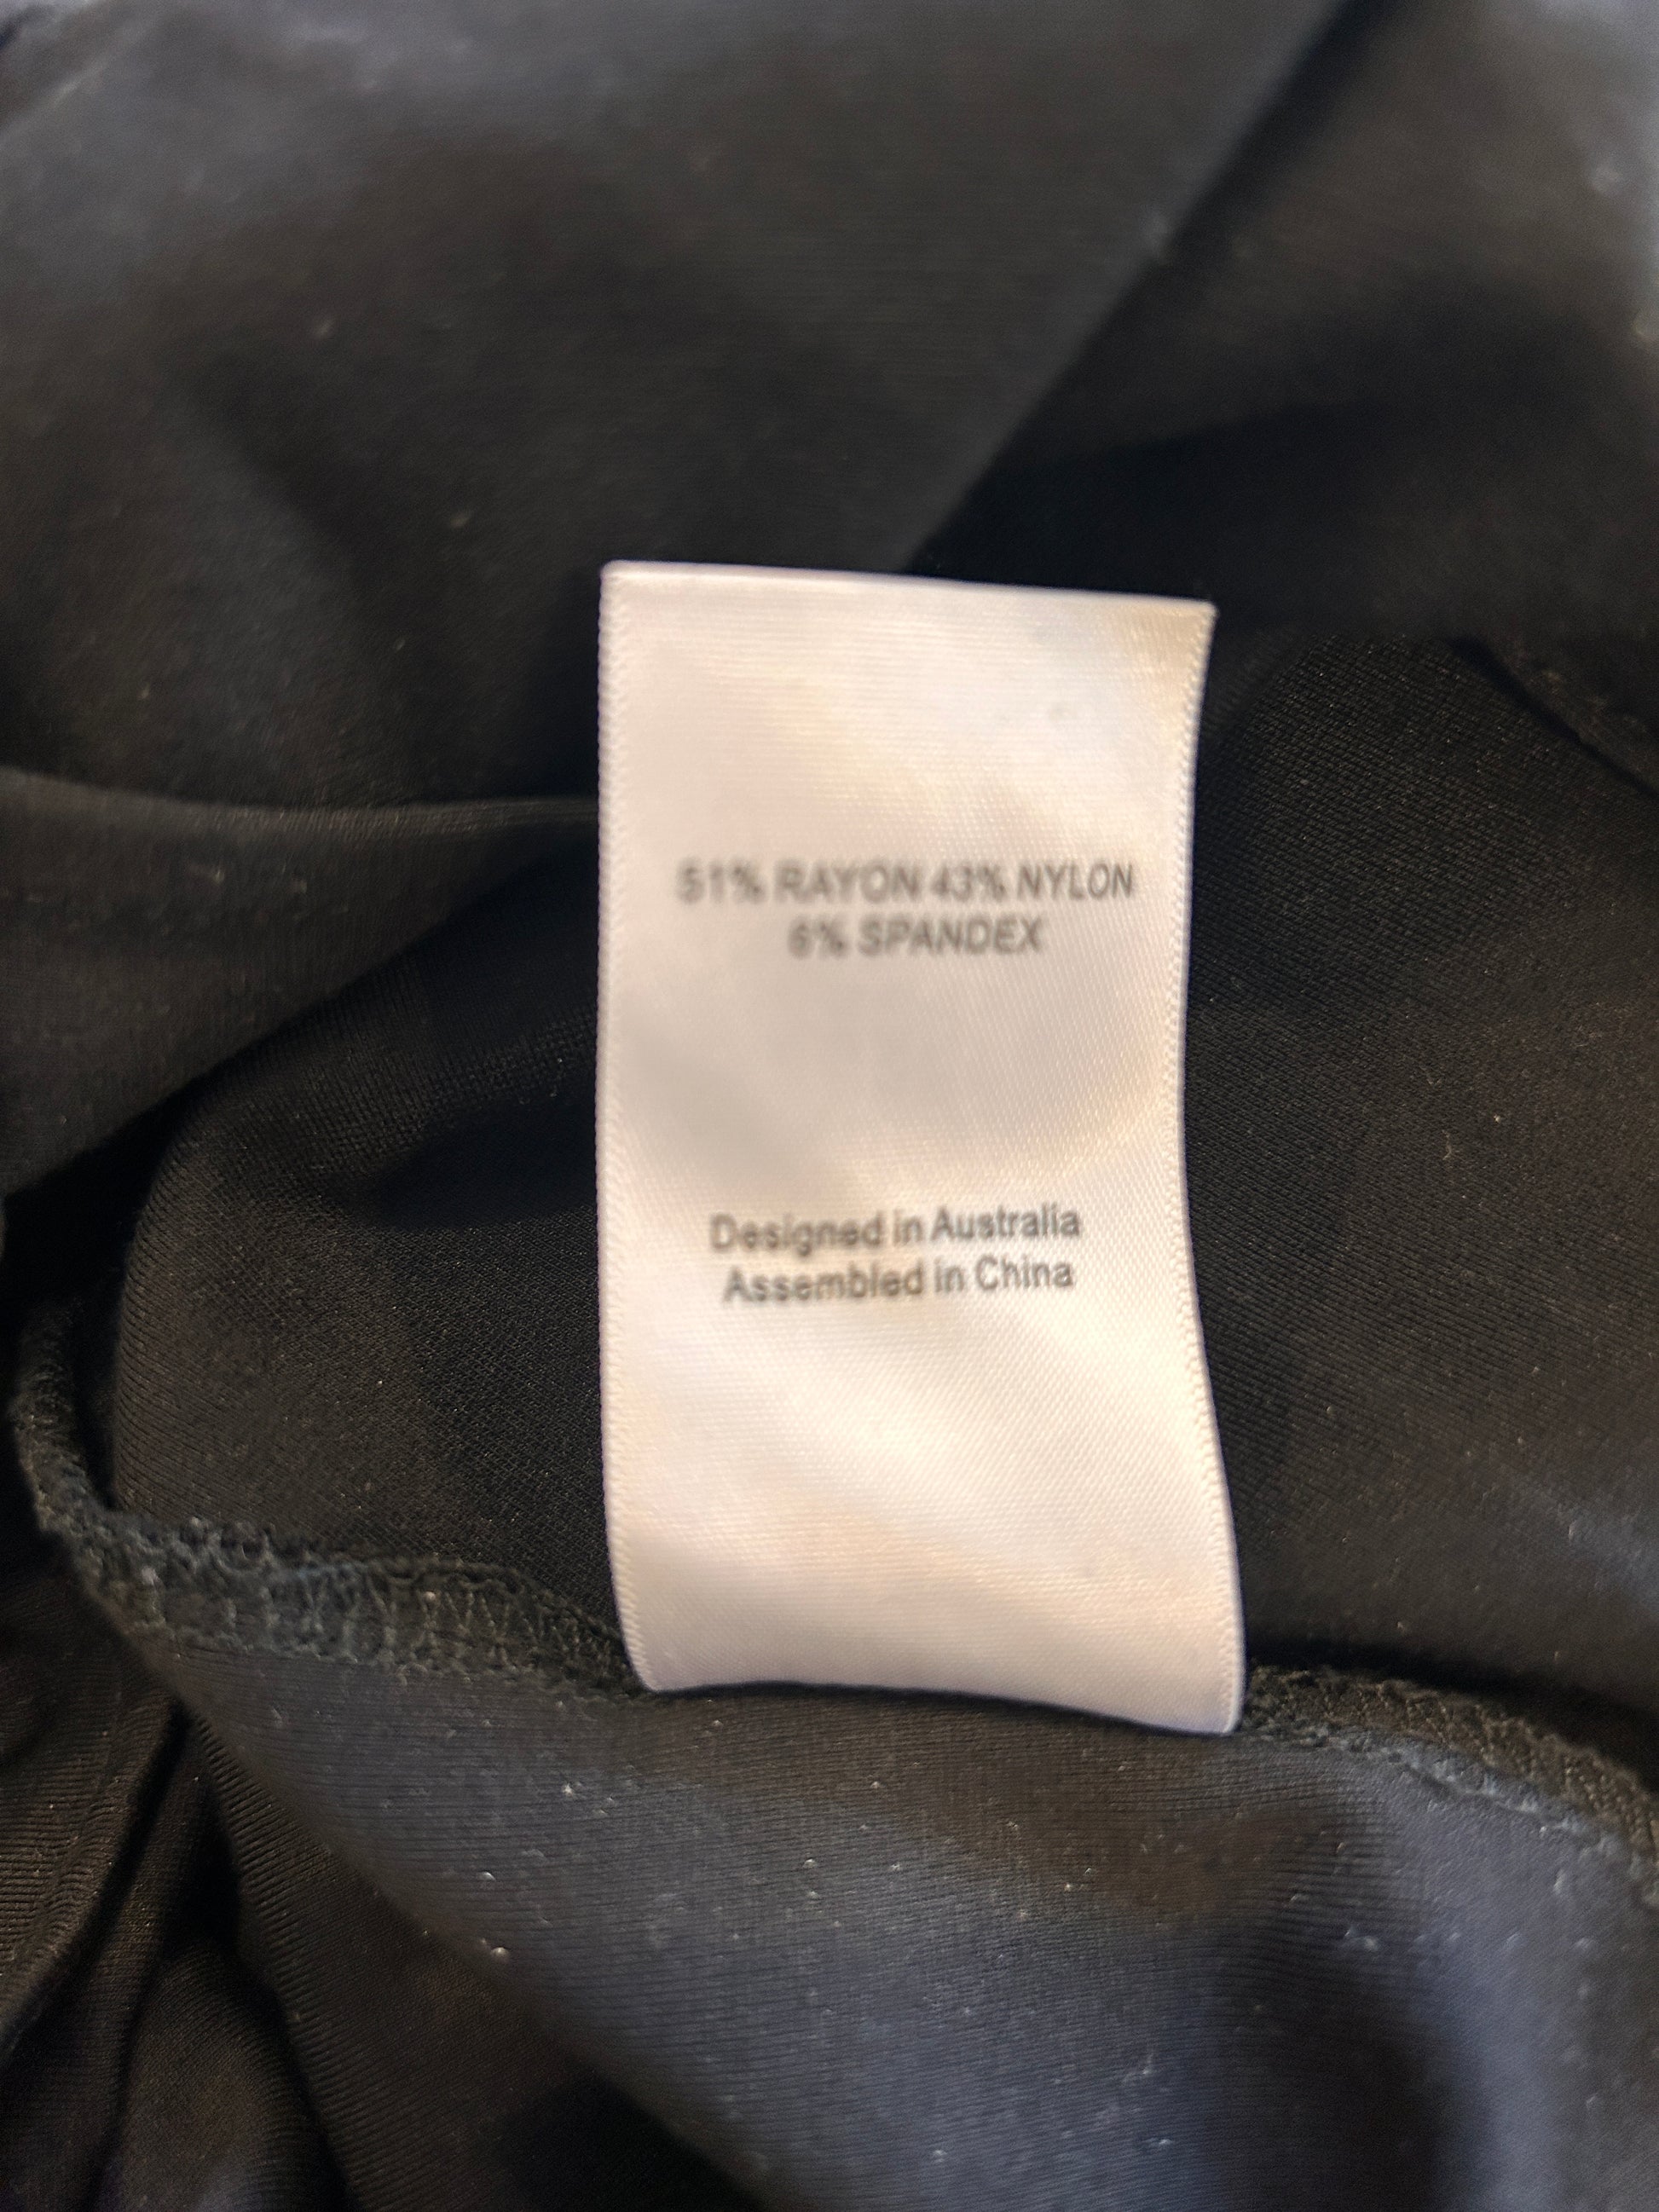 51% RAYON 43% NYLON
6% SPANDEX
Designed in Australia
Assembled in China